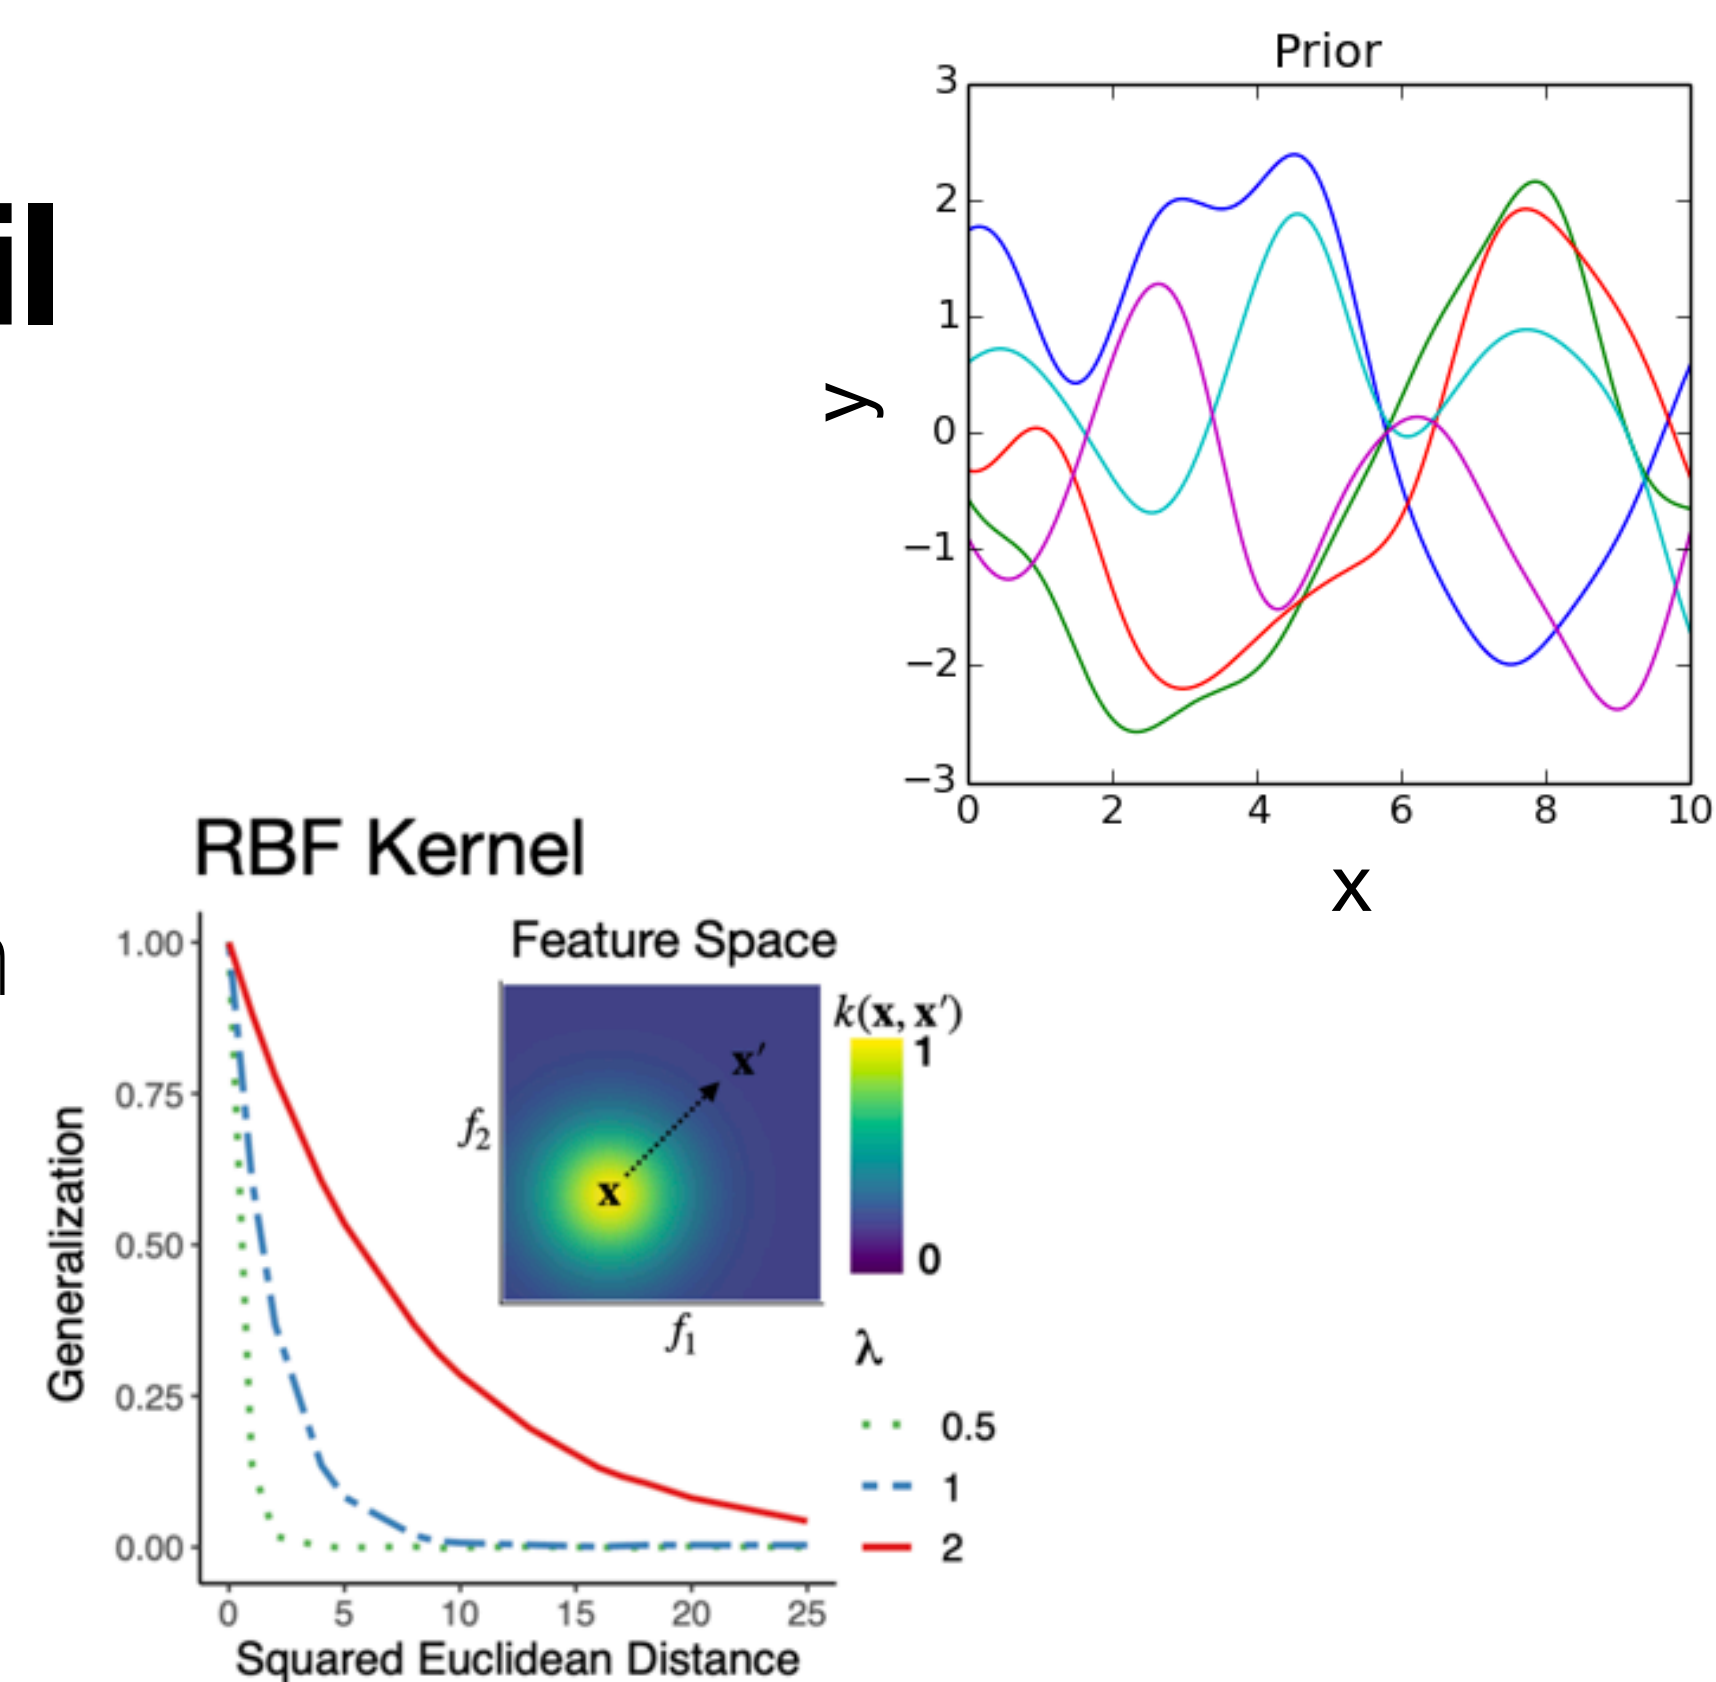 Prior
3
2
1
0
−1
−2
−3
y
0 2 4 6 8 10
x
il
n
RBF Kernel
Feature Space
1.00
0.75
0.50
0.25
0.00
Generalization
f2
x
x′
f1
k(x, x′)
1
0
λ
0.5
1
2
0 5 10 15 20 25
Squared Euclidean Distance